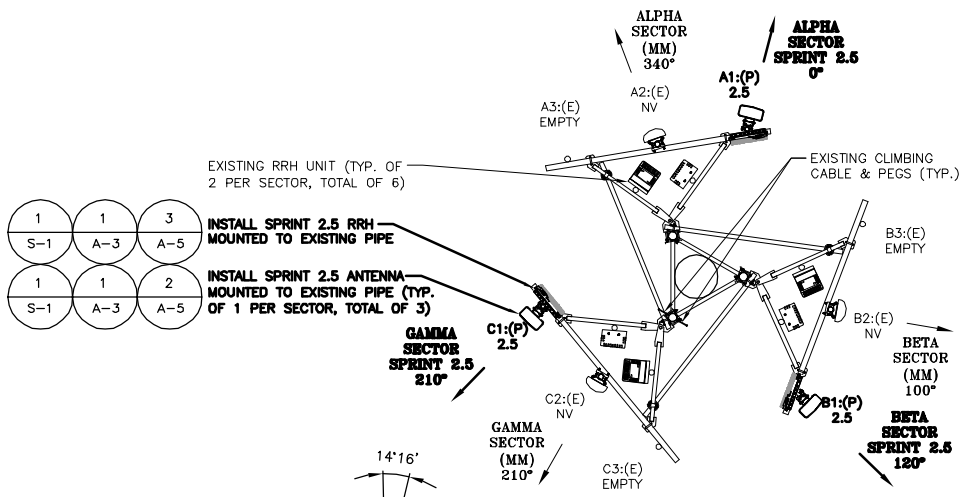 ALPHA
SECTOR
(MM)
340°
ALPHA
SECTOR
SPRINT 2.5
0°
A1:(P)
2.5
A2:(E)
NV
A3:(E)
EMPTY
EXISTING RRH UNIT (TYP. OF
2 PER SECTOR, TOTAL OF 6)
EXISTING CLIMBING
CABLE & PEGS (TYP.)
1
S-1
1
A-3
3
A-5
INSTALL SPRINT 2.5 RRH
MOUNTED TO EXISTING PIPE
1
S-1
1
A-3
2
A-5
INSTALL SPRINT 2.5 ANTENNA
MOUNTED TO EXISTING PIPE (TYP.
OF 1 PER SECTOR, TOTAL OF 3)
B3:(E)
EMPTY
B2:(E)
NV
BETA
SECTOR
(MM)
100°
C1:(P)
2.5
GAMMA
SECTOR
SPRINT 2.5
210°
C2:(E)
NV
B1:(P)
2.5
BETA
SECTOR
SPRINT 2.5
120°
GAMMA
SECTOR
(MM)
210°
C3:(E)
EMPTY
14°16'